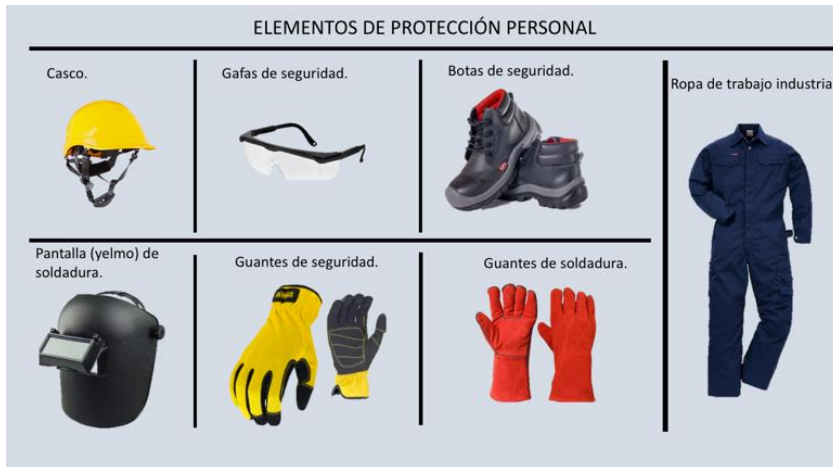 ELEMENTOS DE PROTECCIÓN PERSONAL
Casco.
Gafas de seguridad.
Botas de seguridad.
Ropa de trabajo industria
Pantalla (yelmo) de
soldadura.
Guantes de seguridad.
Guantes de soldadura.